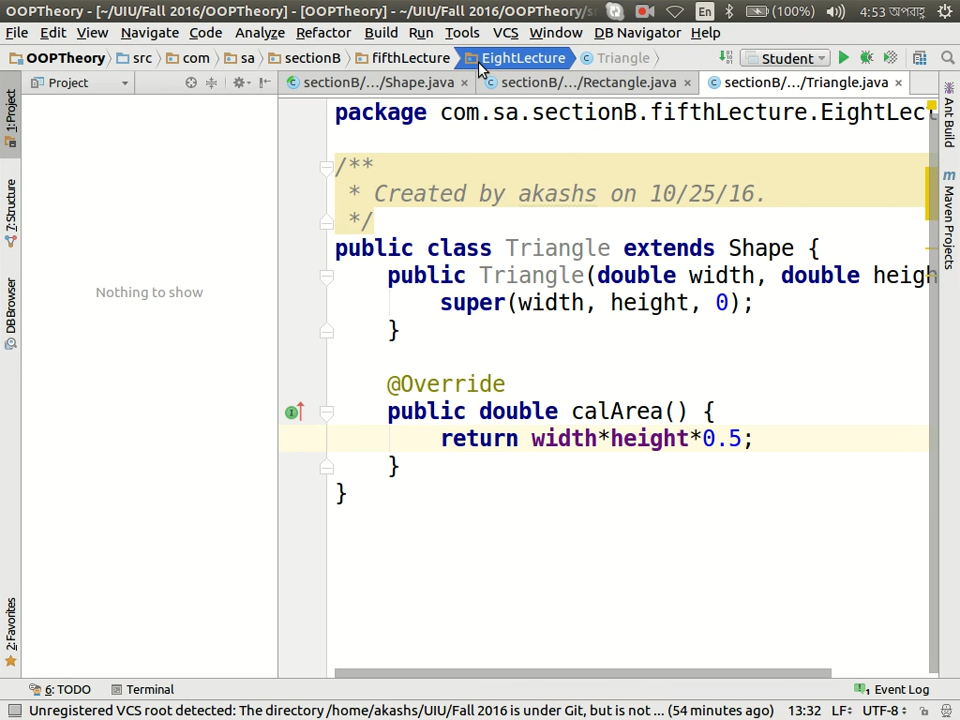 OOPTheory - [~/UIU/Fall 2016/OOPTheory] - ~/UIU/Fall 2016/OOPTheory/s
En
(100%)
4:53 অপরাহ্ণ
File Edit View Navigate Code Analyze Refactor Build Run Tools VCS Window DB Navigator Help
OOPTheory src com sa sectionB fifthLecture EightLecture Triangle Student
Project
sectionB/.../Shape.java
sectionB/.../Rectangle.java
sectionB/.../Triangle.java
1: Project
7: Structure
DB Browser
2: Favorites
Nothing to show
package com.sa.sectionB.fifthLecture.EightLect
/**
* Created by akashs on 10/25/16.
*/
public class Triangle extends Shape {
public Triangle(double width, double heigh
super(width, height, 0);
}
@Override
public double calArea() {
return width*height*0.5;
}
}
Ant Build
Maven Projects
6: TODO
Terminal
1 Event Log
Unregistered VCS root detected: The directory /home/akashs/UIU/Fall 2016 is under Git, but is not ... (54 minutes ago)
13:32 LF UTF-8